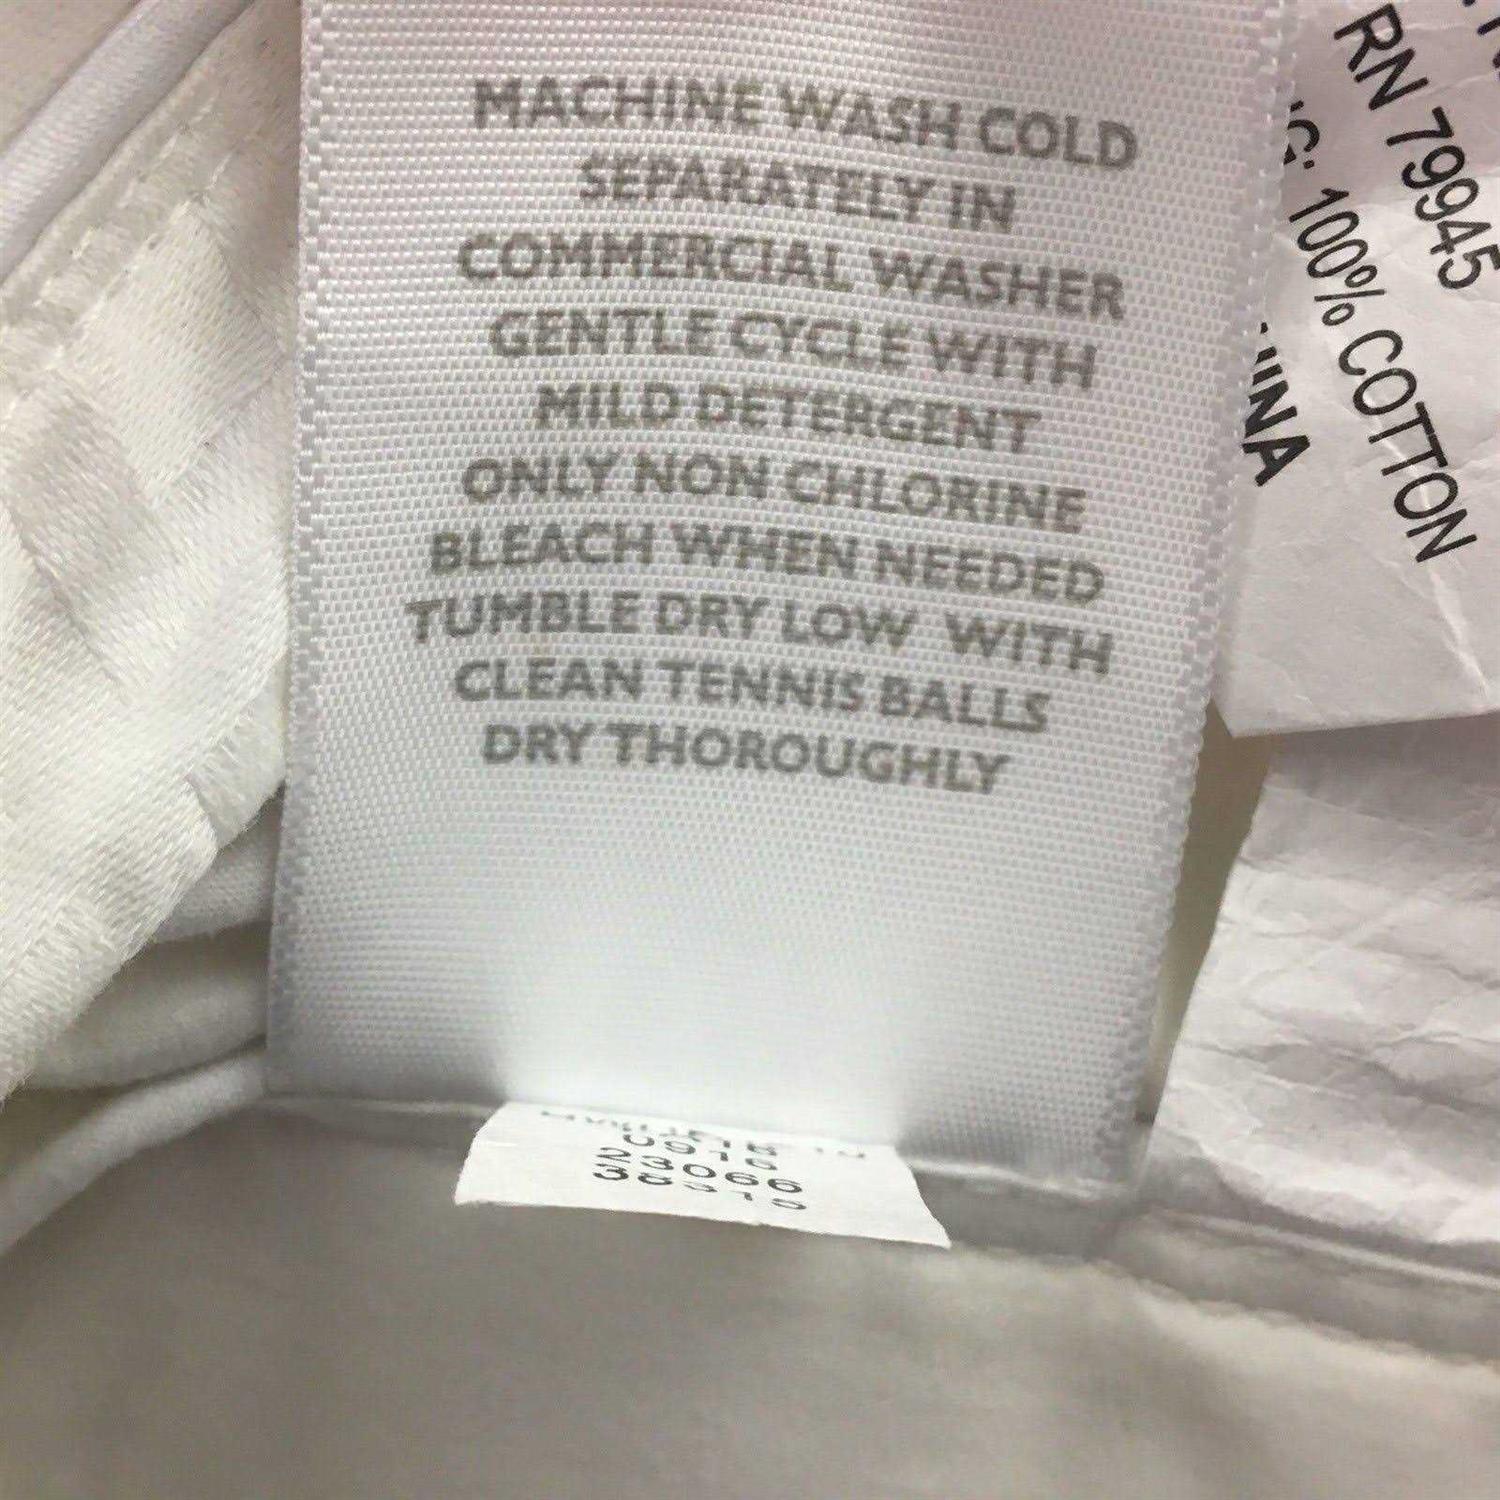 MACHINE WASH COLD
SEPARATELY IN
COMMERCIAL WASHER
GENTLE CYCLE WITH
MILD DETERGENT
ONLY NON CHLORINE
BLEACH WHEN NEEDED
TUMBLE DRY LOW WITH
CLEAN TENNIS BALLS
DRY THOROUGHLY
RN 79945
100% COTTON